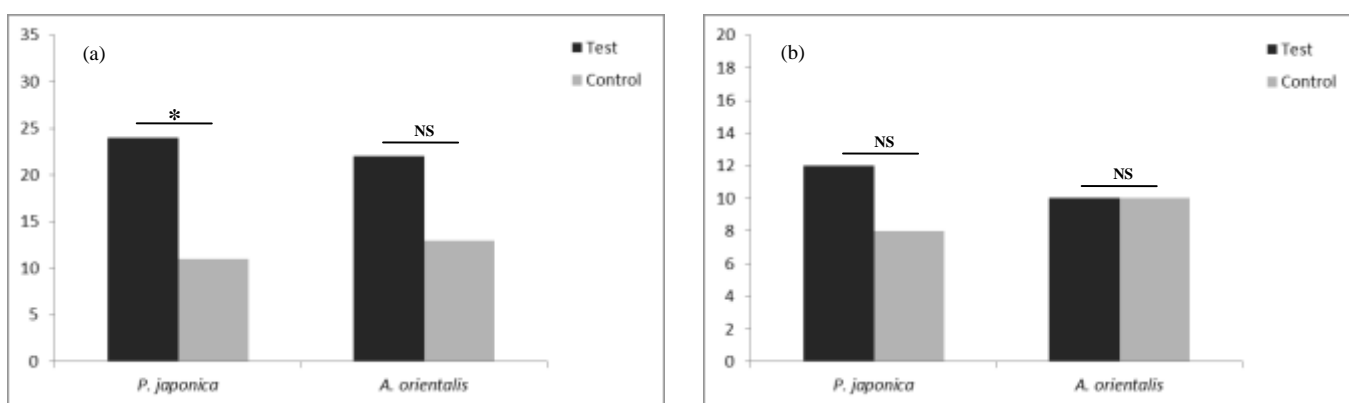 35
30
25
20
15
10
5
0
(a)
Test
Control
*
NS
P. japonica
A. orientalis
20
18
16
14
12
10
8
6
4
2
0
(b)
Test
Control
NS
NS
P. japonica
A. orientalis